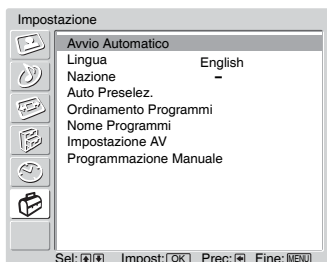 Impostazione
Avvio Automatico
Lingua English
Nazione –
Auto Preselez.
Ordinamento Programmi
Nome Programmi
Impostazione AV
Programmazione Manuale
Sel: Impost: OK Prec: Fine: MENU